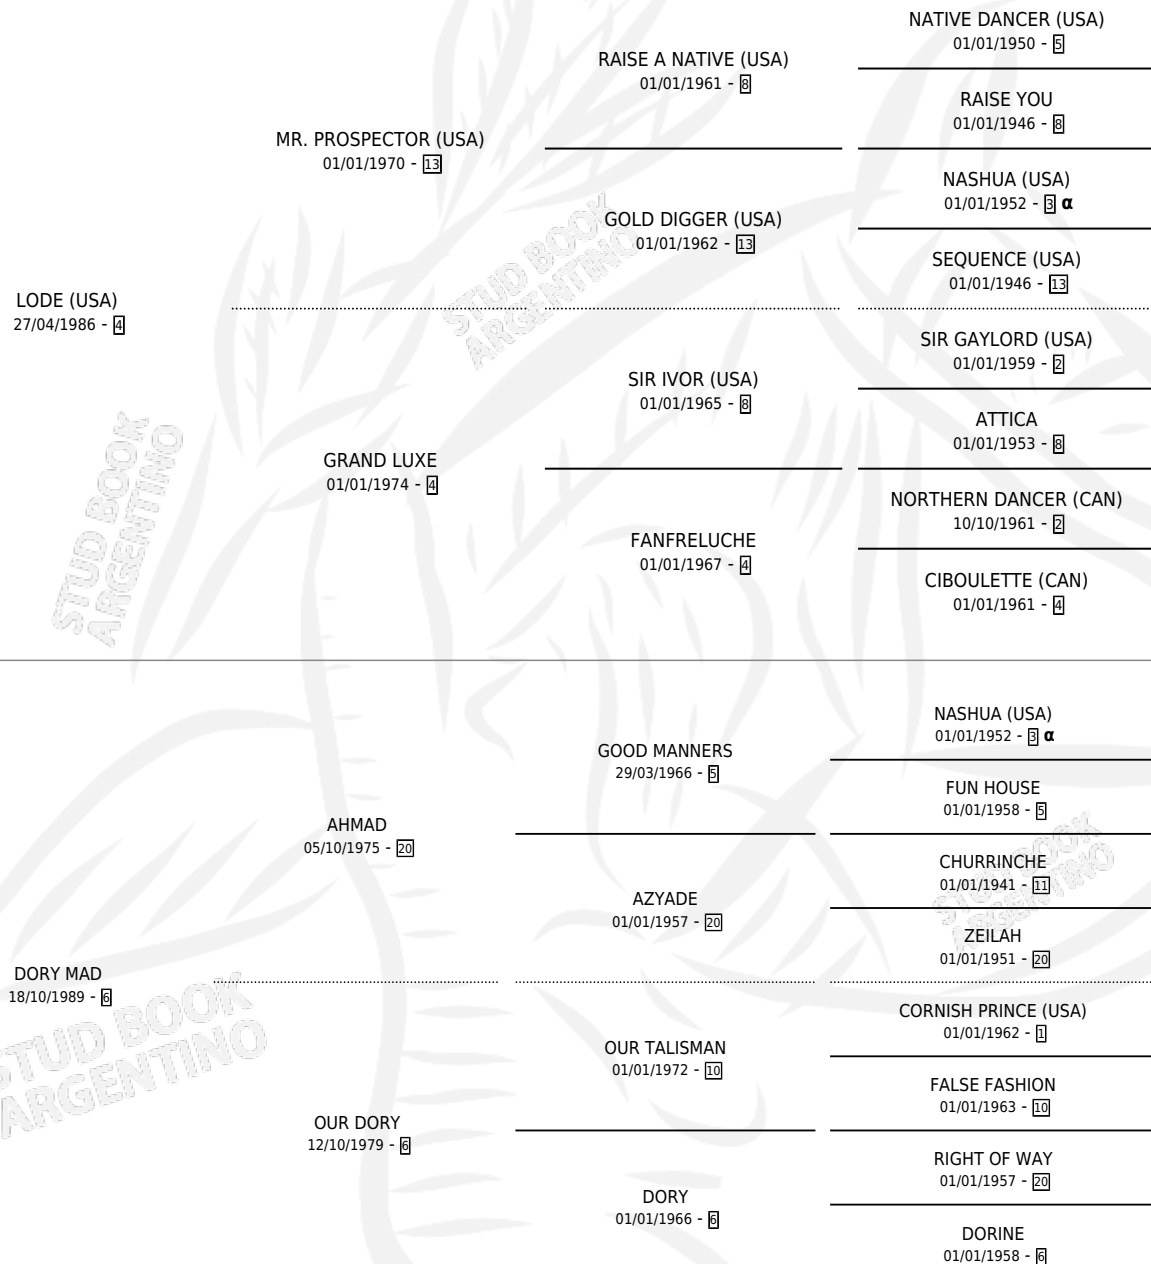 NATIVE DANCER (USA)
01/01/1950 - 5
RAISE A NATIVE (USA)
01/01/1961 - 8
RAISE YOU
01/01/1946 - 8
MR. PROSPECTOR (USA)
01/01/1970 - 13
NASHUA (USA)
01/01/1952 - 3 α
GOLD DIGGER (USA)
01/01/1962 - 13
SEQUENCE (USA)
01/01/1946 - 13
LODE (USA)
27/04/1986 - 4
STUD BOOK
ARGENTINO
SIR GAYLORD (USA)
01/01/1959 - 2
SIR IVOR (USA)
01/01/1965 - 8
ATTICA
01/01/1953 - 8
GRAND LUXE
01/01/1974 - 4
NORTHERN DANCER (CAN)
10/10/1961 - 2
FANFRELUCHE
01/01/1967 - 4
CIBOULETTE (CAN)
01/01/1961 - 4
STUD BOOK
ARGENTINO
NASHUA (USA)
01/01/1952 - 3 α
GOOD MANNERS
29/03/1966 - 5
FUN HOUSE
01/01/1958 - 5
AHMAD
05/10/1975 - 20
CHURRINCHE
01/01/1941 - 11
AZYADE
01/01/1957 - 20
ZEILAH
01/01/1951 - 20
STUD BOOK
ARGENTINO
DORY MAD
18/10/1989 - 6
CORNISH PRINCE (USA)
01/01/1962 - 1
OUR TALISMAN
01/01/1972 - 10
FALSE FASHION
01/01/1963 - 10
OUR DORY
12/10/1979 - 6
RIGHT OF WAY
01/01/1957 - 20
DORY
01/01/1966 - 6
DORINE
01/01/1958 - 6
STUD BOOK
ARGENTINO